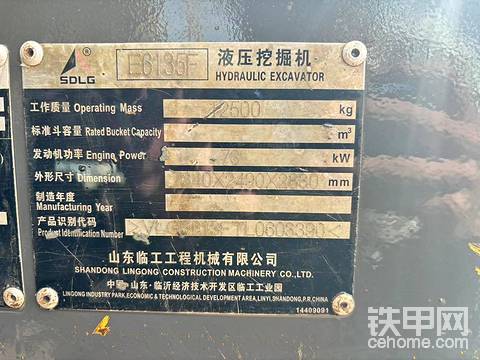 SDLG
E6135F
液压挖掘机
HYDRAULIC EXCAVATOR
工作质量 Operating Mass 12500 kg
标准斗容量 Rated Bucket Capacity m³
发动机功率 Engine Power kW
外形尺寸 Dimension mm
制造年度
Manufacturing Year
产品识别代码
Product Identification Number
山东临工工程机械有限公司
SHANDONG LINGONG CONSTRUCTION MACHINERY CO., LTD.
中国·山东·临沂经济技术开发区临工工业园
LINGONG INDUSTRY PARK,ECONOMIC & TECHNOLOGICAL DEVELOPMENT AREA,LINYI,SHANDONG,P.R.CHINA
14409091
铁甲网
cehome.com